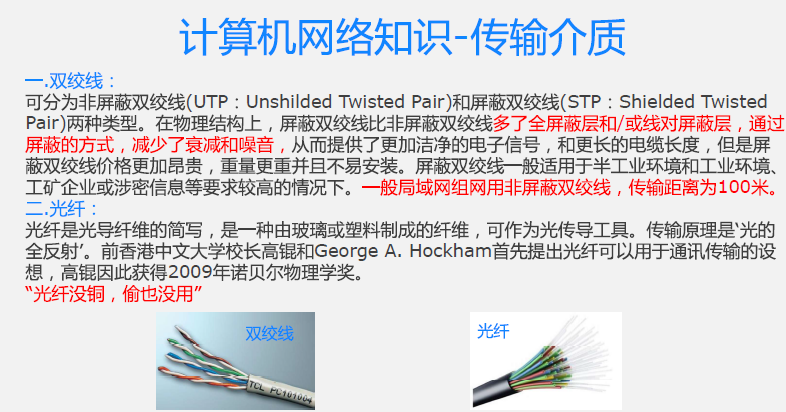 计算机网络知识-传输介质
一.双绞线：
可分为非屏蔽双绞线(UTP：Unshilded Twisted Pair)和屏蔽双绞线(STP：Shielded Twisted
Pair)两种类型。在物理结构上，屏蔽双绞线比非屏蔽双绞线多了全屏蔽层和/或线对屏蔽层，通过
屏蔽的方式，减少了衰减和噪音，从而提供了更加洁净的电子信号，和更长的电缆长度，但是屏
蔽双绞线价格更加昂贵，重量更重并且不易安装。屏蔽双绞线一般适用于半工业环境和工业环境、
工矿企业或涉密信息等要求较高的情况下。一般局域网组网用非屏蔽双绞线，传输距离为100米。
二.光纤：
光纤是光导纤维的简写，是一种由玻璃或塑料制成的纤维，可作为光传导工具。传输原理是‘光的
全反射’。前香港中文大学校长高锟和George A. Hockham首先提出光纤可以用于通讯传输的设
想，高锟因此获得2009年诺贝尔物理学奖。
“光纤没铜，偷也没用”
双绞线
光纤
TCL PC101004